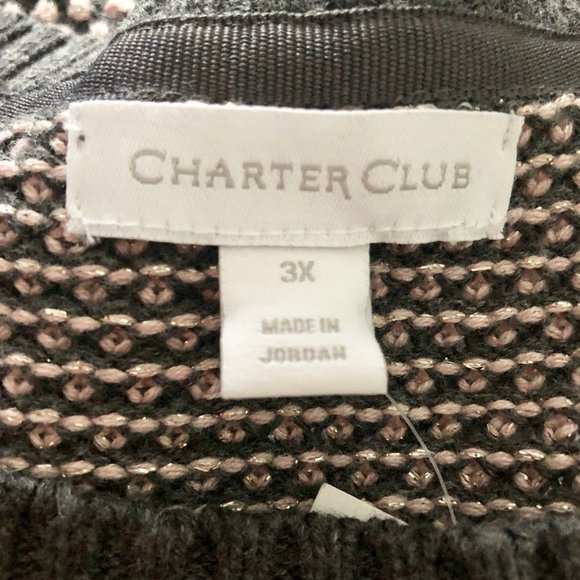 CHARTER CLUB
3X
MADE IN
JORDAN